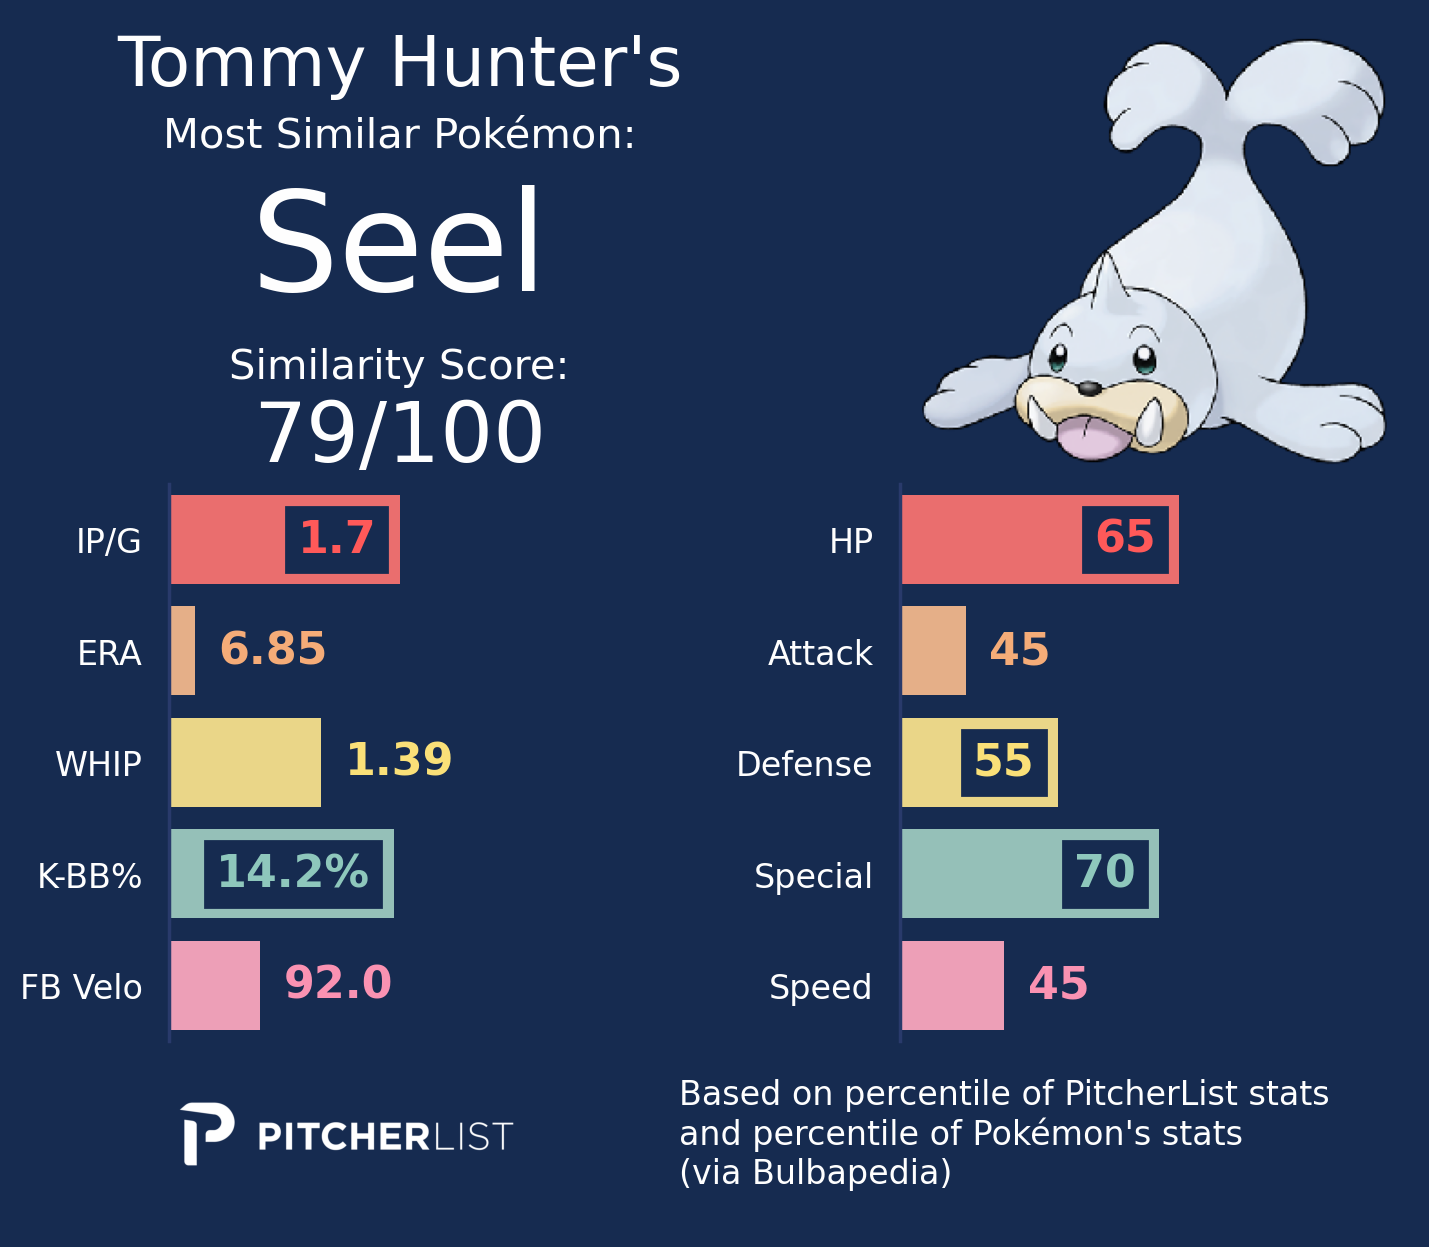 Tommy Hunter's
Most Similar Pokémon:
Seel
Similarity Score:
79/100
IP/G 1.7
ERA 6.85
WHIP 1.39
K-BB% 14.2%
FB Velo 92.0
HP 65
Attack 45
Defense 55
Special 70
Speed 45
PITCHERLIST
Based on percentile of PitcherList stats
and percentile of Pokémon's stats
(via Bulbapedia)